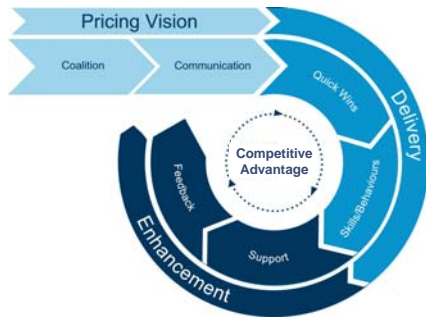 Pricing Vision
Coalition
Communication
Quick Wins
Delivery
Skills/Behaviours
Support
Feedback
Enhancement
Competitive
Advantage